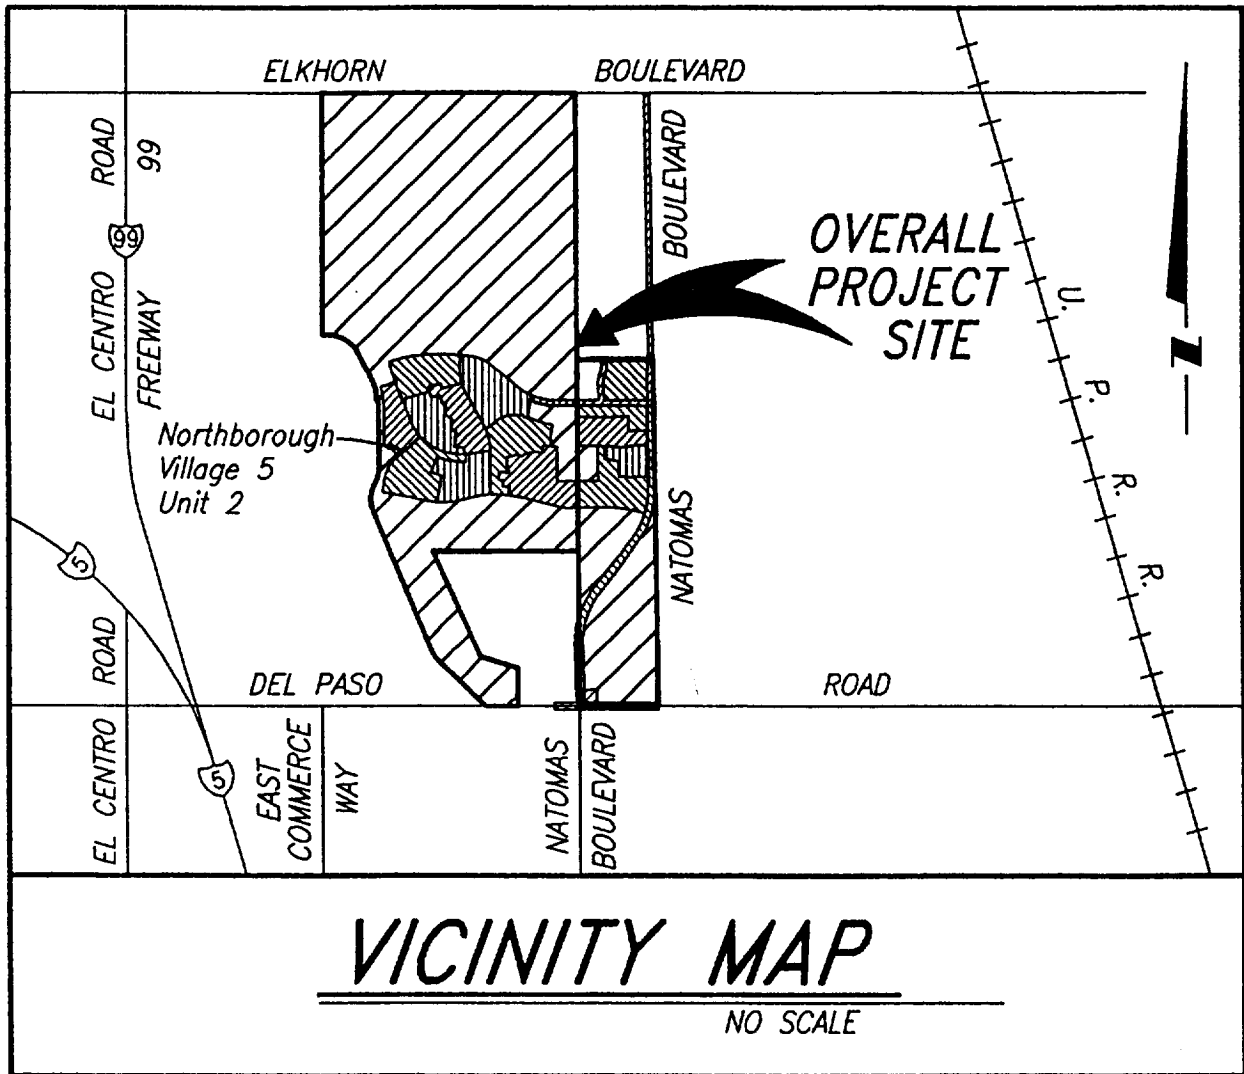 ELKHORN BOULEVARD
EL CENTRO ROAD
99
FREEWAY
99
BOULEVARD
NATOMAS
OVERALL
PROJECT
SITE
U. P. R. R.
Northborough
Village 5
Unit 2
5
DEL PASO ROAD
EL CENTRO ROAD
5
EAST
COMMERCE
WAY
NATOMAS
BOULEVARD
N
VICINITY MAP
NO SCALE